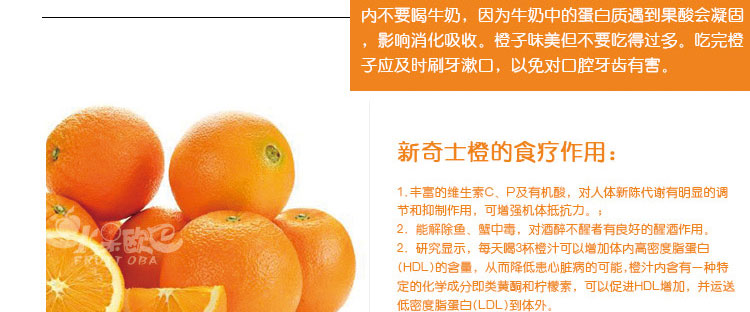 内不要喝牛奶，因为牛奶中的蛋白质遇到果酸会凝固
，影响消化吸收。橙子味美但不要吃得过多。吃完橙
子应及时刷牙漱口，以免对口腔牙齿有害。
新奇士橙的食疗作用：
1.丰富的维生素C、P及有机酸，对人体新陈代谢有明显的调
节和抑制作用，可增强机体抵抗力。；
2．能解除鱼、蟹中毒，对酒醉不醒者有良好的醒酒作用。
2．研究显示，每天喝3杯橙汁可以增加体内高密度脂蛋白
(HDL)的含量，从而降低患心脏病的可能,橙汁内含有一种特
定的化学成分即类黄酮和柠檬素，可以促进HDL增加，并运送
低密度脂蛋白(LDL)到体外。
水果欧巴
FRUIT OBA